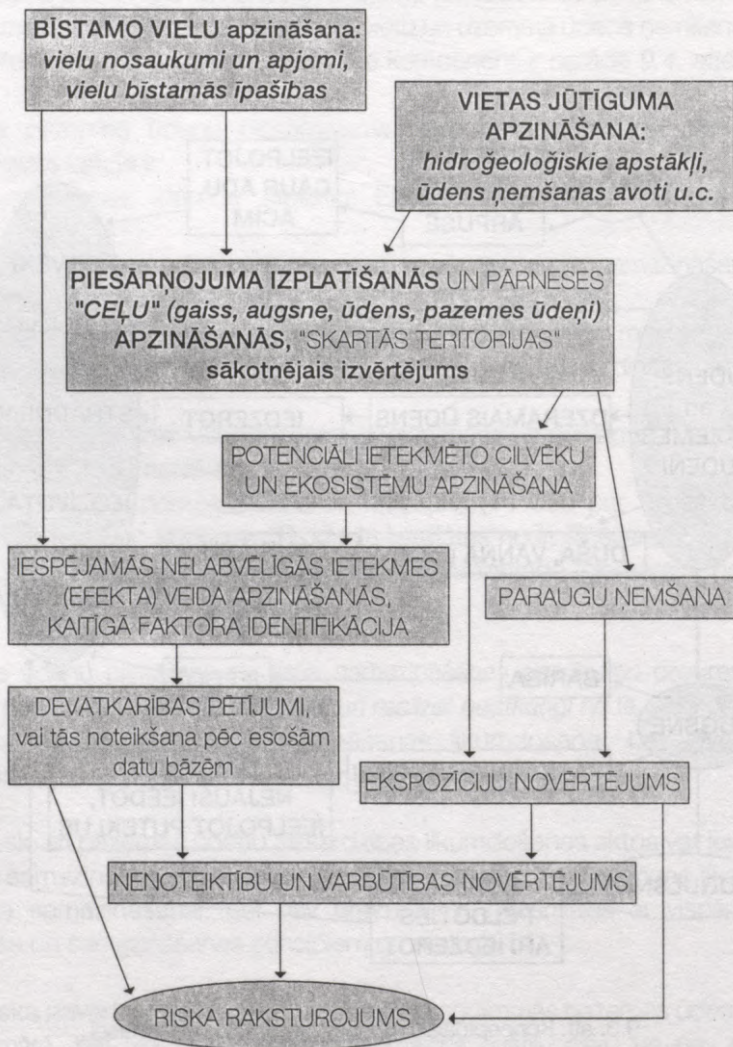 BĪSTAMO VIELU apzināšana:
vielu nosaukumi un apjomi,
vielu bīstamās īpašības
VIETAS JŪTĪGUMA
APZINĀŠANA:
hidroģeoloģiskie apstākļi,
ūdens ņemšanas avoti u.c.
PIESĀRŅOJUMA IZPLATĪŠANĀS UN PĀRNESES
"CEĻU" (gaiss, augsne, ūdens, pazemes ūdeņi)
APZINĀŠANĀS, "SKARTĀS TERITORIJAS"
sākotnējais izvērtējums
POTENCIĀLI IETEKMĒTO CILVĒKU
UN EKOSISTĒMU APZINĀŠANA
IESPĒJAMĀS NELABVĒLĪGĀS IETEKMES
(EFEKTA) VEIDA APZINĀŠANĀS,
KAITĪGĀ FAKTORA IDENTIFIKĀCIJA
PARAUGU ŅEMŠANA
DEVATKARĪBAS PĒTĪJUMI,
vai tās noteikšana pēc esošām
datu bāzēm
EKSPOZĪCIJU NOVĒRTĒJUMS
NENOTEIKTĪBU UN VARBŪTĪBAS NOVĒRTĒJUMS
RISKA RAKSTUROJUMS